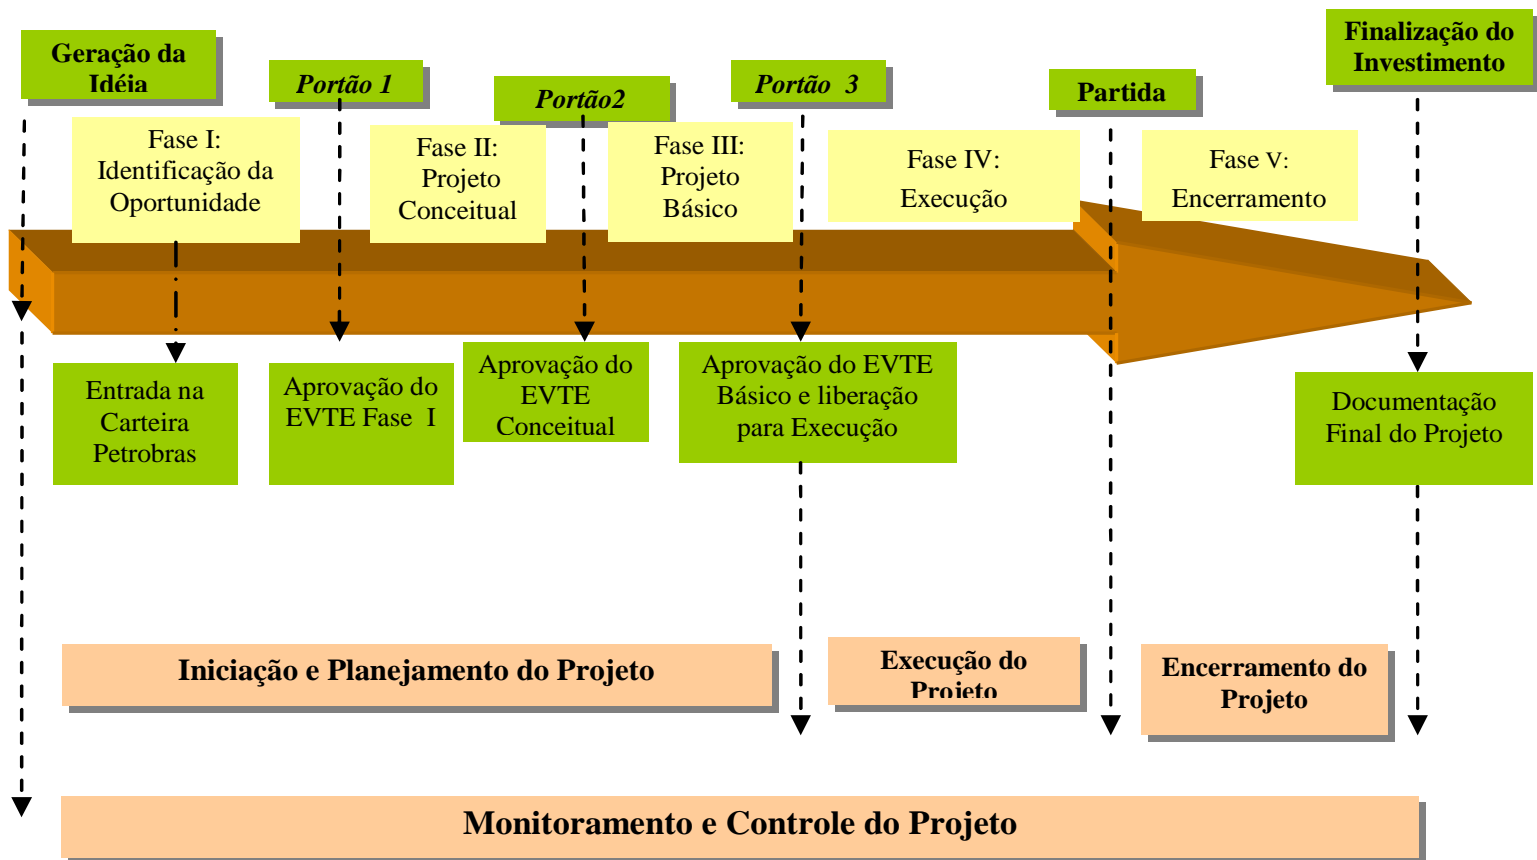 Geração da
Idéia
Portão 1
Portão2
Portão 3
Partida
Finalização do
Investimento
Fase I:
Identificação da
Oportunidade
Fase II:
Projeto
Conceitual
Fase III:
Projeto
Básico
Fase IV:
Execução
Fase V:
Encerramento
Entrada na
Carteira
Petrobras
Aprovação do
EVTE Fase I
Aprovação do
EVTE
Conceitual
Aprovação do EVTE
Básico e liberação
para Execução
Documentação
Final do Projeto
Iniciação e Planejamento do Projeto
Execução do
Projeto
Encerramento do
Projeto
Monitoramento e Controle do Projeto